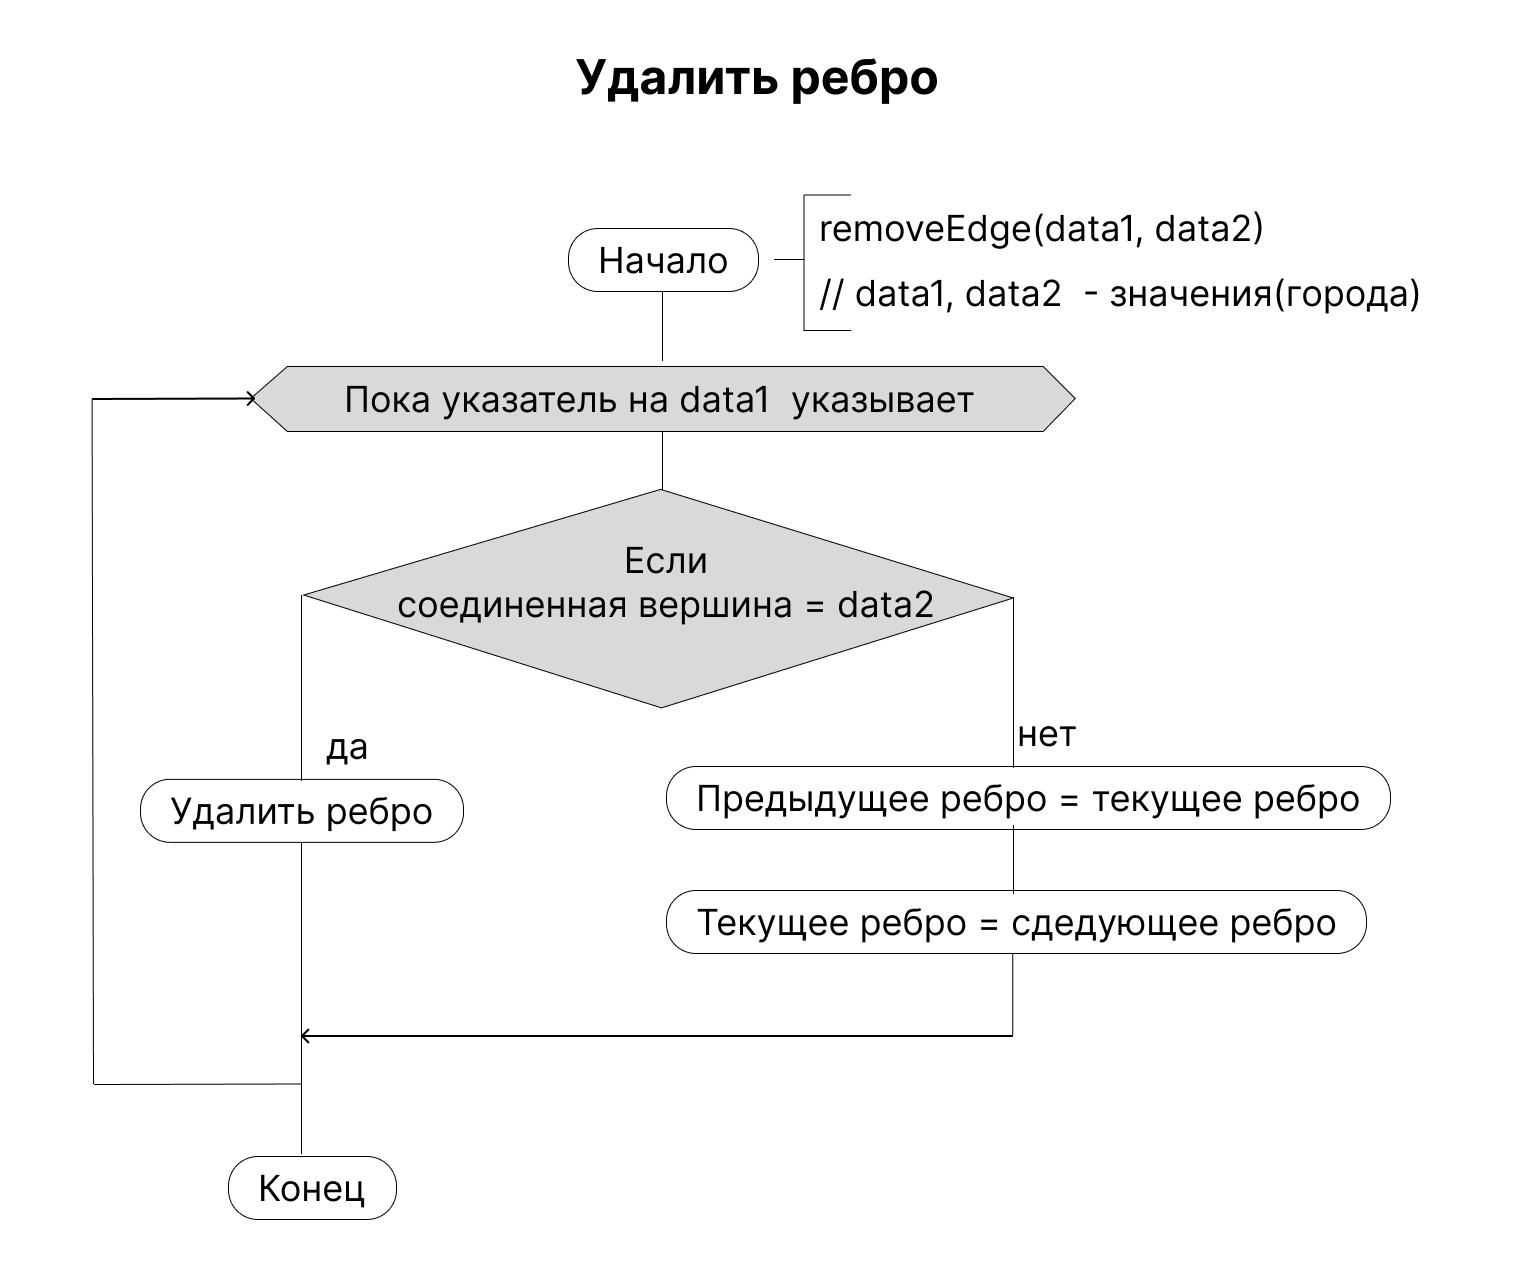 Удалить ребро
Начало
removeEdge(data1, data2)
// data1, data2 - значения(города)
Пока указатель на data1 указывает
Если
соединенная вершина = data2
да
нет
Удалить ребро
Предыдущее ребро = текущее ребро
Текущее ребро = сдедующее ребро
Конец